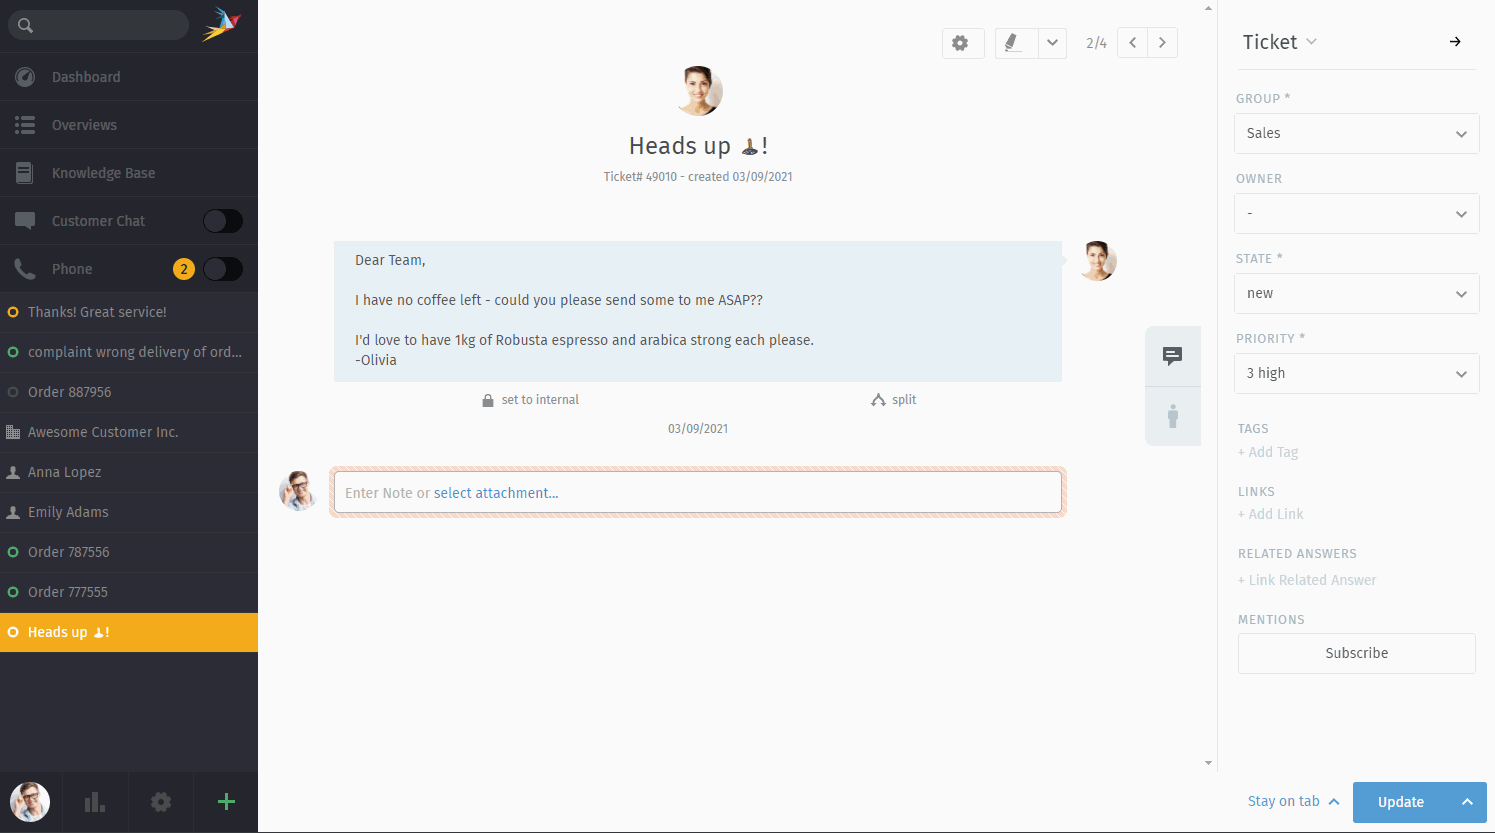 Dashboard
Overviews
Knowledge Base
Customer Chat
Phone 2
Thanks! Great service!
complaint wrong delivery of ord...
Order 887956
Awesome Customer Inc.
Anna Lopez
Emily Adams
Order 787556
Order 777555
Heads up 🕹!
2/4
Heads up 🕹!
Ticket# 49010 - created 03/09/2021
Dear Team,
I have no coffee left - could you please send some to me ASAP??
I'd love to have 1kg of Robusta espresso and arabica strong each please.
-Olivia
set to internal
split
03/09/2021
Enter Note or select attachment...
Ticket
GROUP *
Sales
OWNER
-
STATE *
new
PRIORITY *
3 high
TAGS
+ Add Tag
LINKS
+ Add Link
RELATED ANSWERS
+ Link Related Answer
MENTIONS
Subscribe
Stay on tab
Update